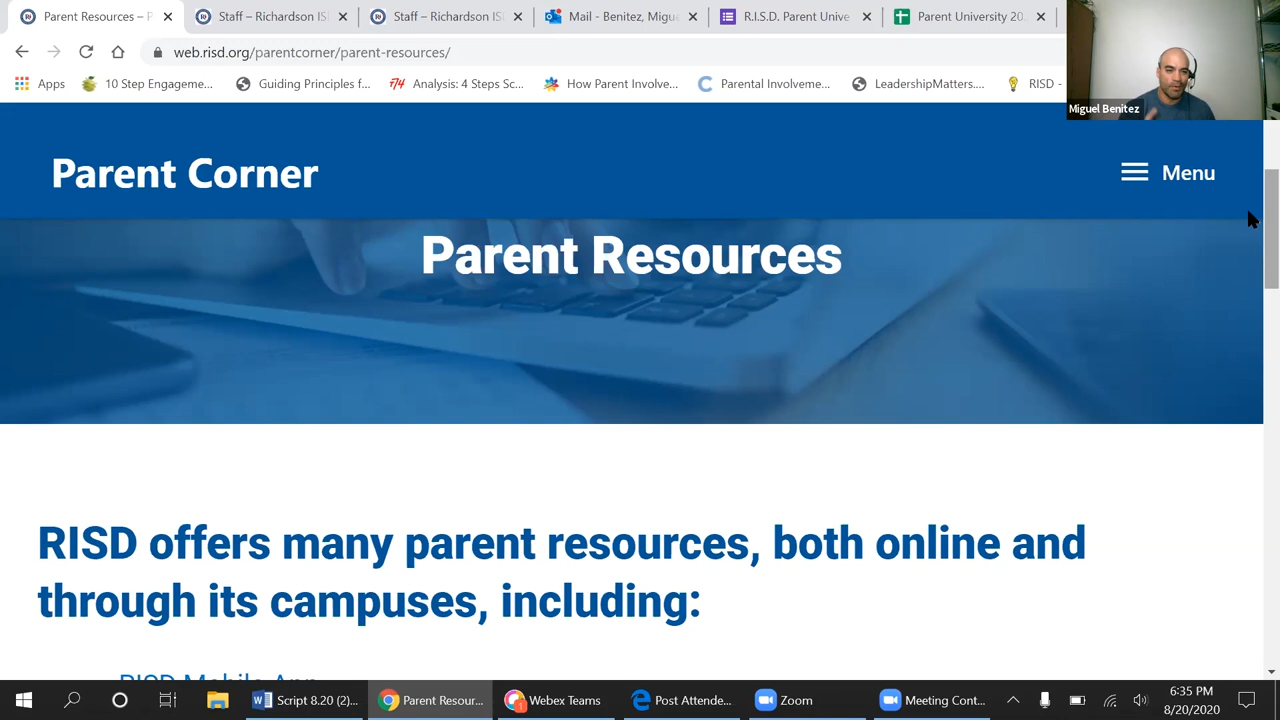 Parent Resources – P
Staff – Richardson IS
Staff – Richardson IS
Mail - Benitez, Migue
R.I.S.D. Parent Unive
Parent University 20
web.risd.org/parentcorner/parent-resources/
Apps
10 Step Engageme...
Guiding Principles f...
Analysis: 4 Steps Sc...
How Parent Involve...
Parental Involveme...
LeadershipMatters....
RISD -
Miguel Benitez
Parent Corner
Menu
Parent Resources
RISD offers many parent resources, both online and
through its campuses, including:
RISD Mobile App
Script 8.20 (2)...
Parent Resour...
Webex Teams
Post Attende...
Zoom
Meeting Cont...
6:35 PM
8/20/2020